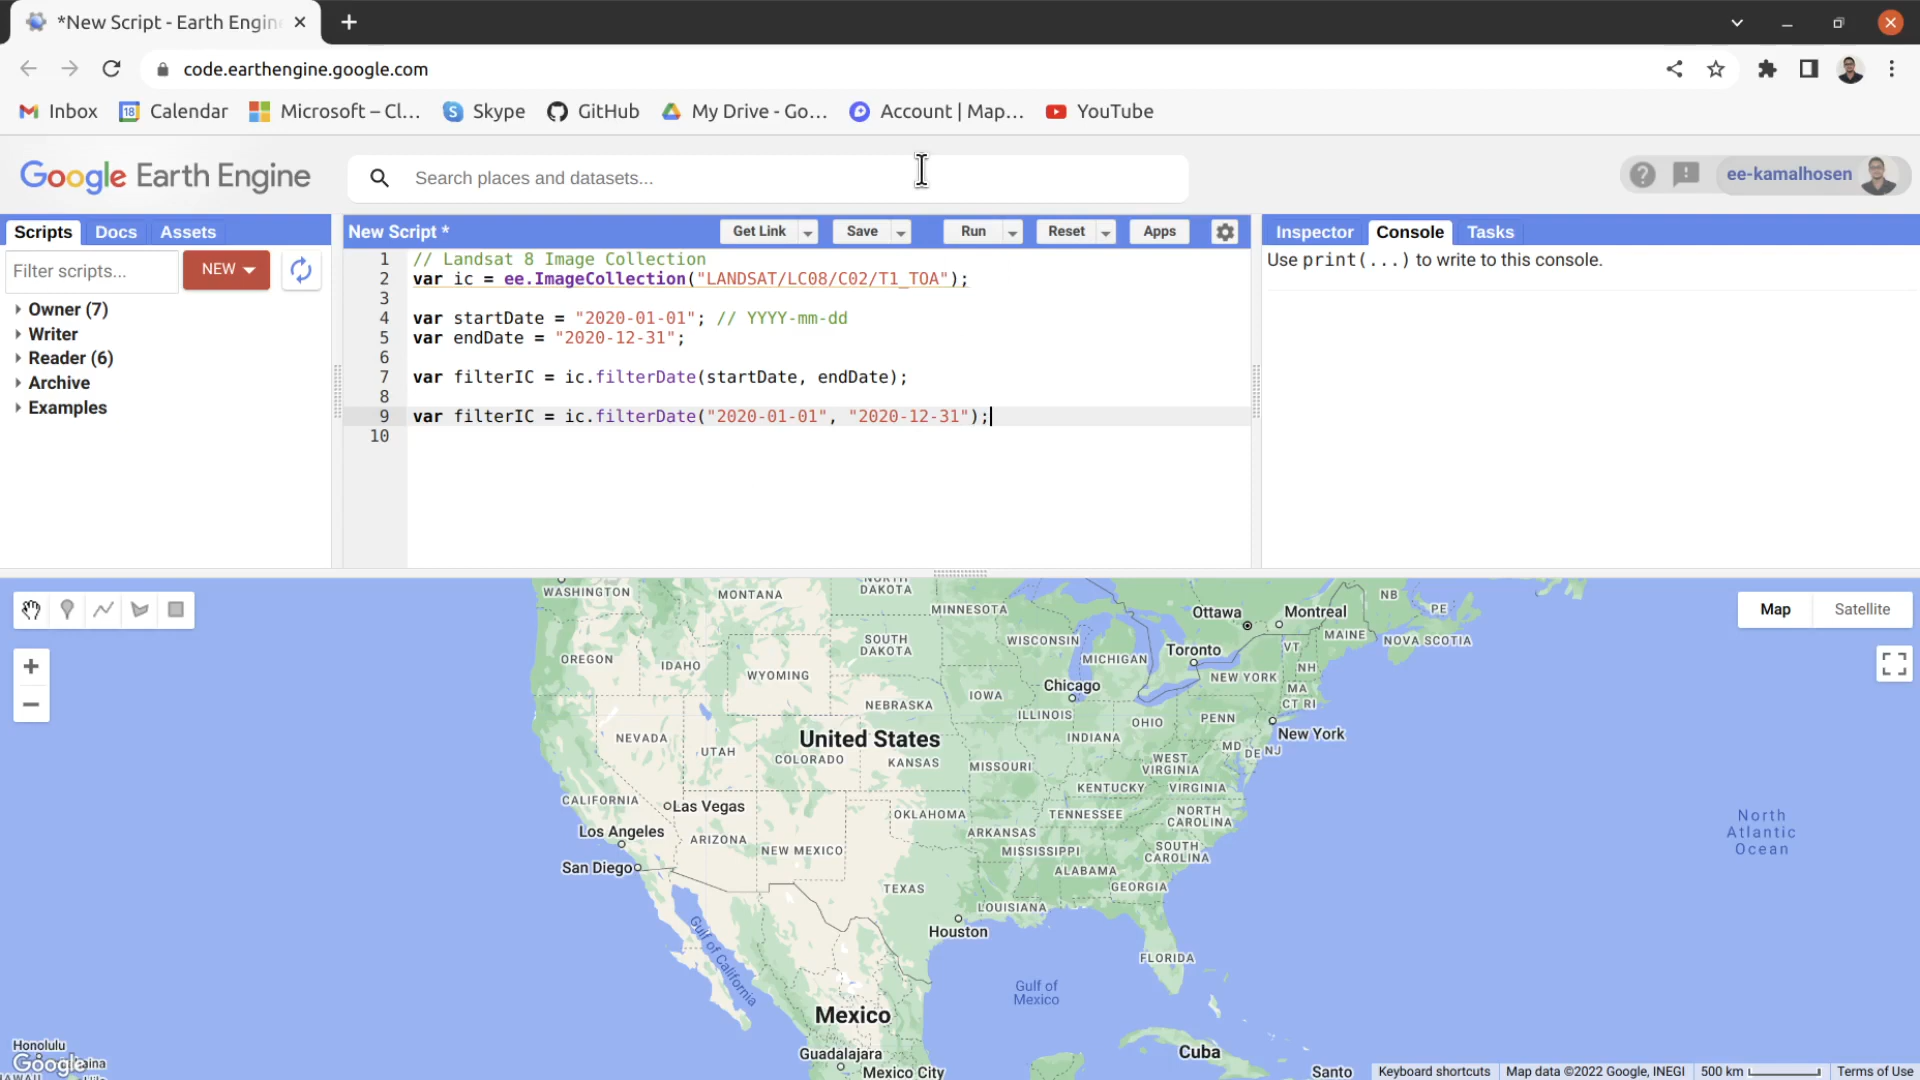 *New Script - Earth Engin
code.earthengine.google.com
Inbox
18 Calendar
Microsoft – Cl...
Skype
GitHub
My Drive - Go...
Account | Map...
YouTube
Google Earth Engine
Search places and datasets...
ee-kamalhosen
Scripts Docs Assets
Filter scripts...
NEW
Owner (7)
Writer
Reader (6)
Archive
Examples
New Script *
Get Link
Save
Run
Reset
Apps
1 // Landsat 8 Image Collection
2 var ic = ee.ImageCollection("LANDSAT/LC08/C02/T1_TOA");
3
4 var startDate = "2020-01-01"; // YYYY-mm-dd
5 var endDate = "2020-12-31";
6
7 var filterIC = ic.filterDate(startDate, endDate);
8
9 var filterIC = ic.filterDate("2020-01-01", "2020-12-31");
10
Inspector Console Tasks
Use print(...) to write to this console.
Map
Satellite
WASHINGTON
MONTANA
NORTH
DAKOTA
MINNESOTA
Ottawa
Montreal
NB
PE
MAINE
NOVA SCOTIA
OREGON
IDAHO
WYOMING
SOUTH
DAKOTA
WISCONSIN
MICHIGAN
Toronto
VT
NH
NEW YORK
MA
CT RI
Chicago
IOWA
NEBRASKA
ILLINOIS
OHIO
PENN
New York
NEVADA
UTAH
United States
COLORADO
KANSAS
MISSOURI
INDIANA
WEST
VIRGINIA
MD
DE
NJ
KENTUCKY
VIRGINIA
CALIFORNIA
Las Vegas
OKLAHOMA
TENNESSEE
NORTH
CAROLINA
Los Angeles
ARIZONA
NEW MEXICO
ARKANSAS
MISSISSIPPI
SOUTH
CAROLINA
San Diego
TEXAS
ALABAMA
GEORGIA
LOUISIANA
Houston
FLORIDA
Gulf of California
Gulf of
Mexico
North
Atlantic
Ocean
Mexico
Guadalajara
Mexico City
Cuba
Santo
Honolulu
Google
Keyboard shortcuts
Map data ©2022 Google, INEGI
500 km
Terms of Use